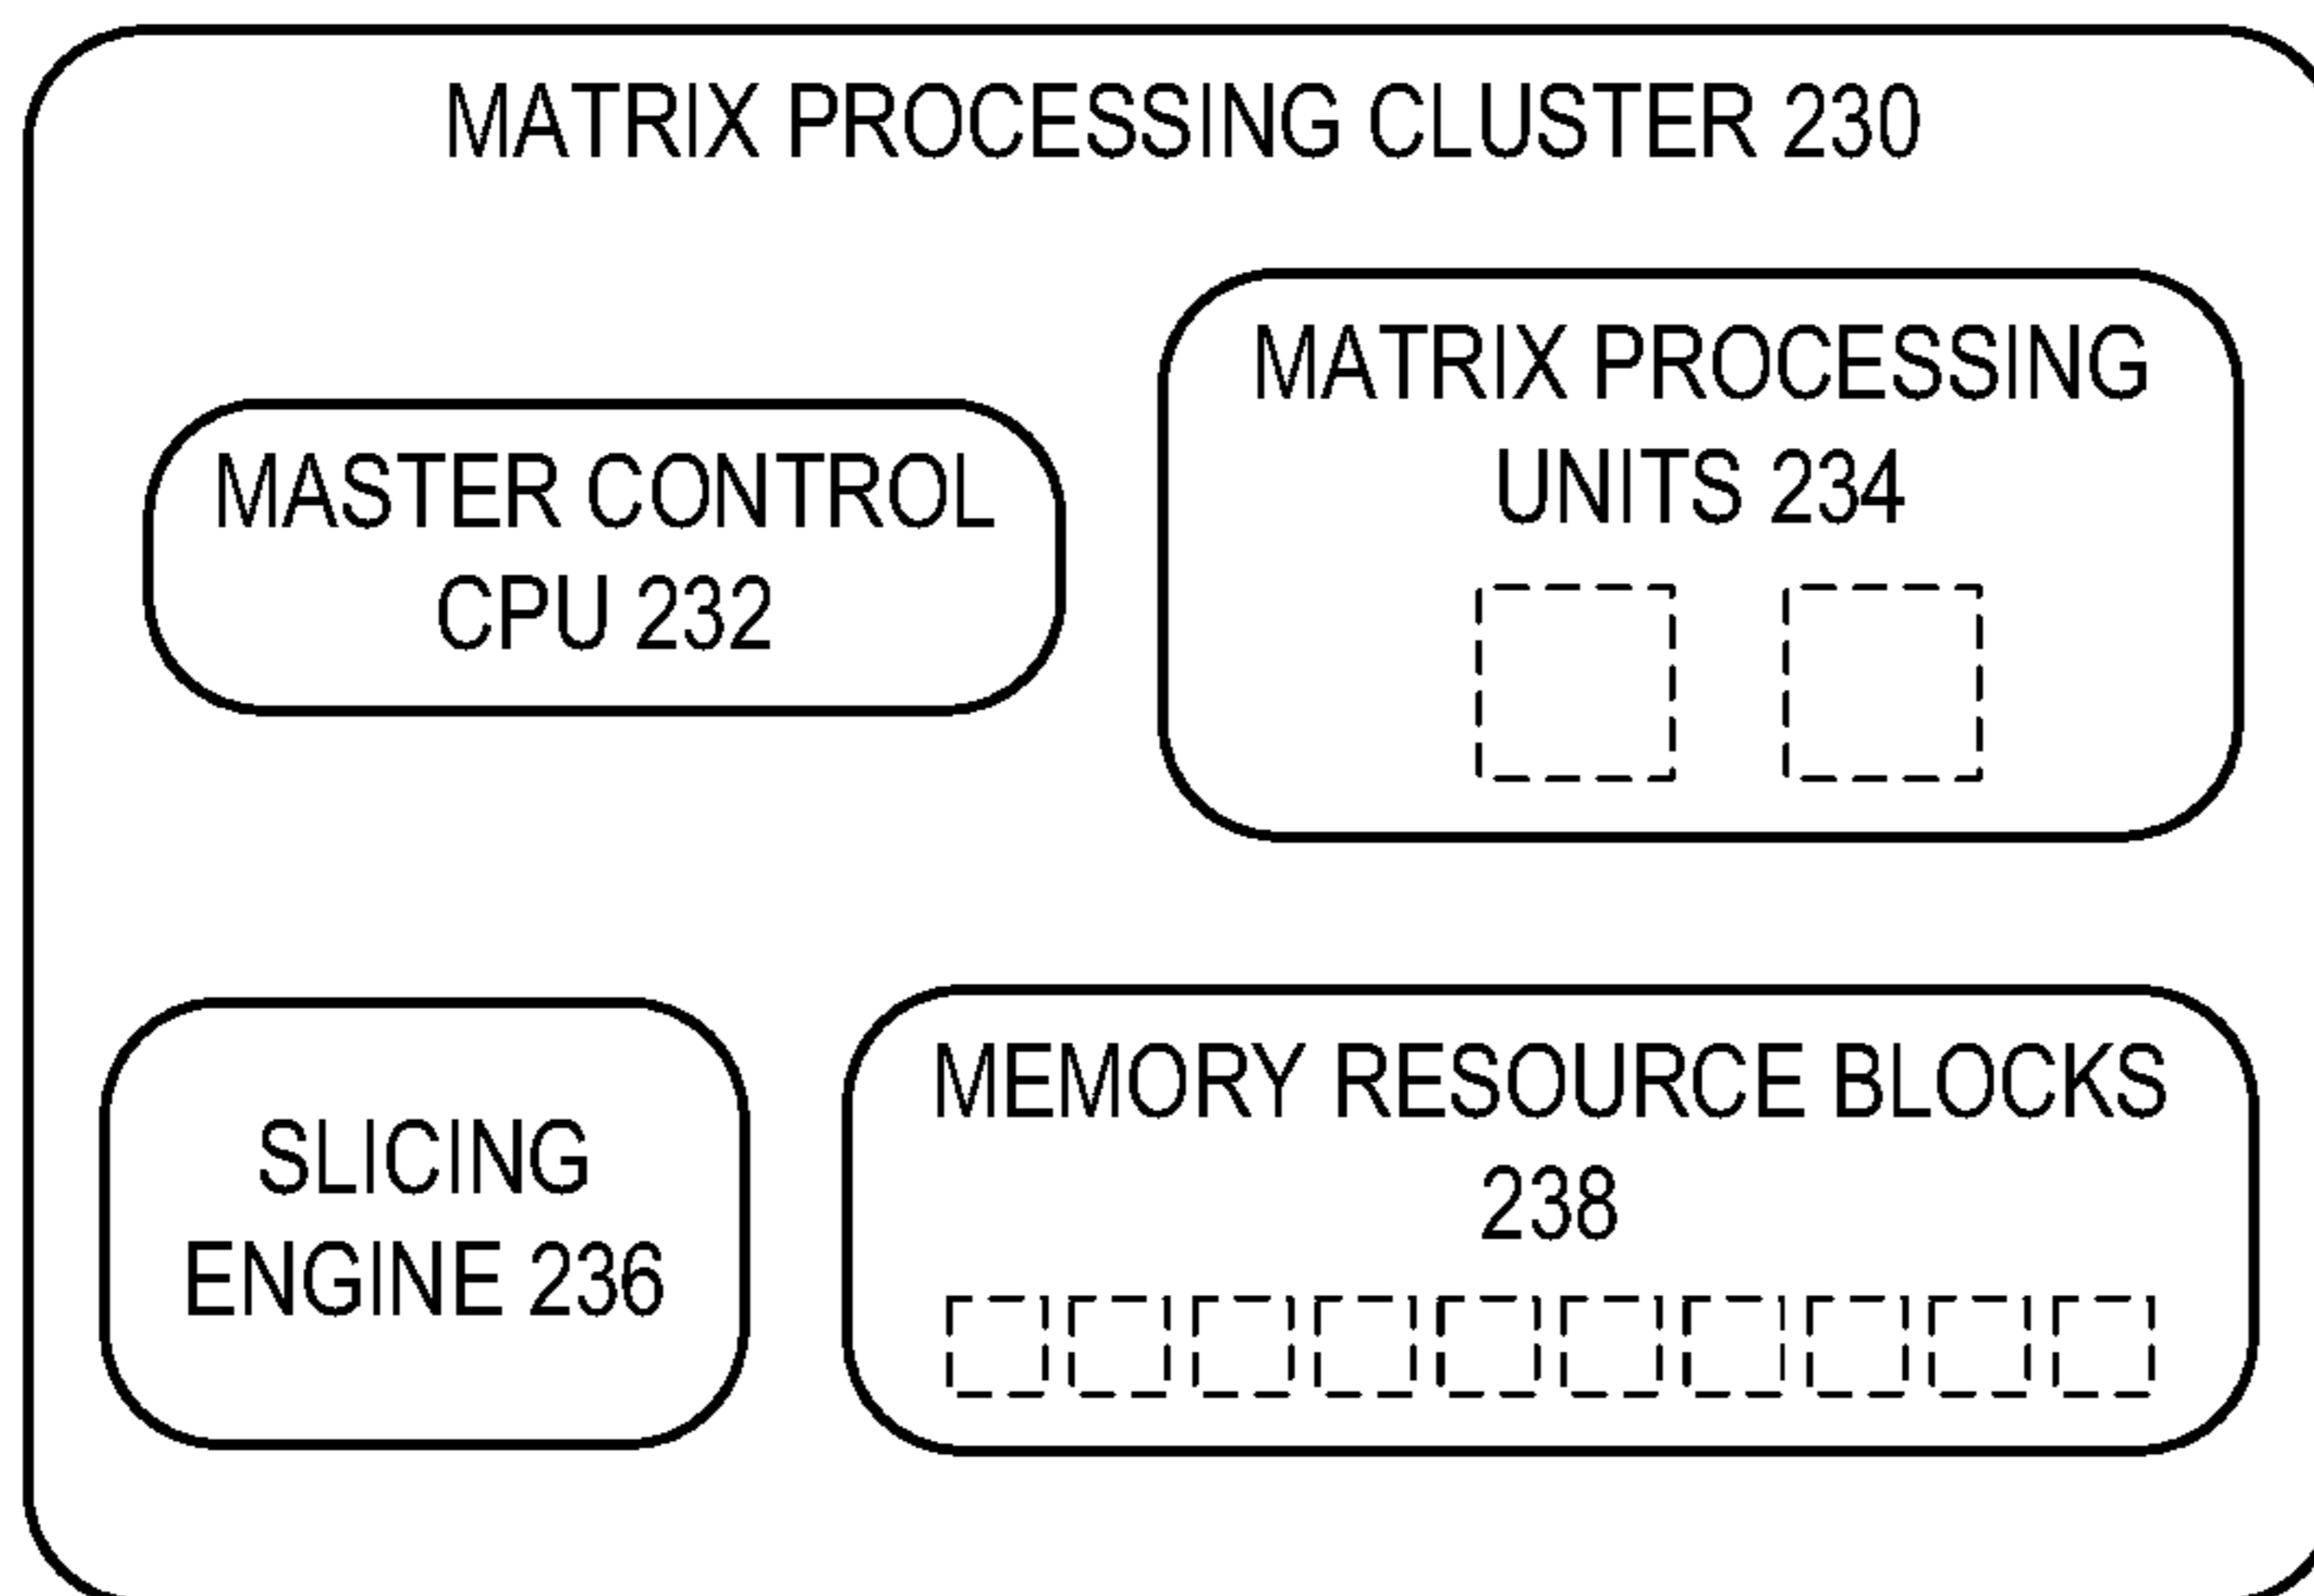 MATRIX PROCESSING CLUSTER 230
MATRIX PROCESSING
UNITS 234
MASTER CONTROL
CPU 232
SLICING
ENGINE 236
MEMORY RESOURCE BLOCKS
238